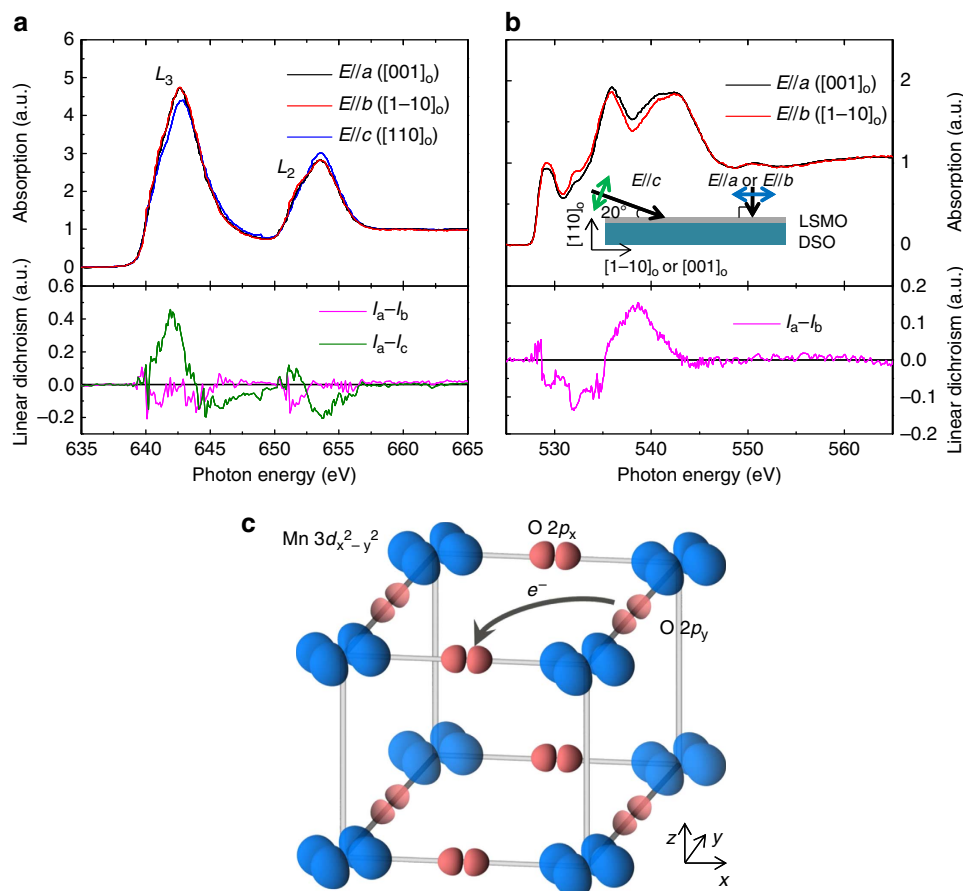 a
Absorption (a.u.)
6
5
4
3
2
1
0
L3
L2
E//a ([001]o)
E//b ([1–10]o)
E//c ([110]o)
Linear dichroism (a.u.)
0.6
0.4
0.2
0.0
–0.2
Ia–Ib
Ia–Ic
635 640 645 650 655 660 665
Photon energy (eV)
b
E//a ([001]o)
E//b ([1–10]o)
2
1
0
Absorption (a.u.)
E//c
E//a or E//b
20°
LSMO
DSO
[110]o
[1–10]o or [001]o
Ia–Ib
0.2
0.1
0.0
–0.1
–0.2
Linear dichroism (a.u.)
530 540 550 560
Photon energy (eV)
c
Mn 3dx2–y2
O 2px
e–
O 2py
z
y
x